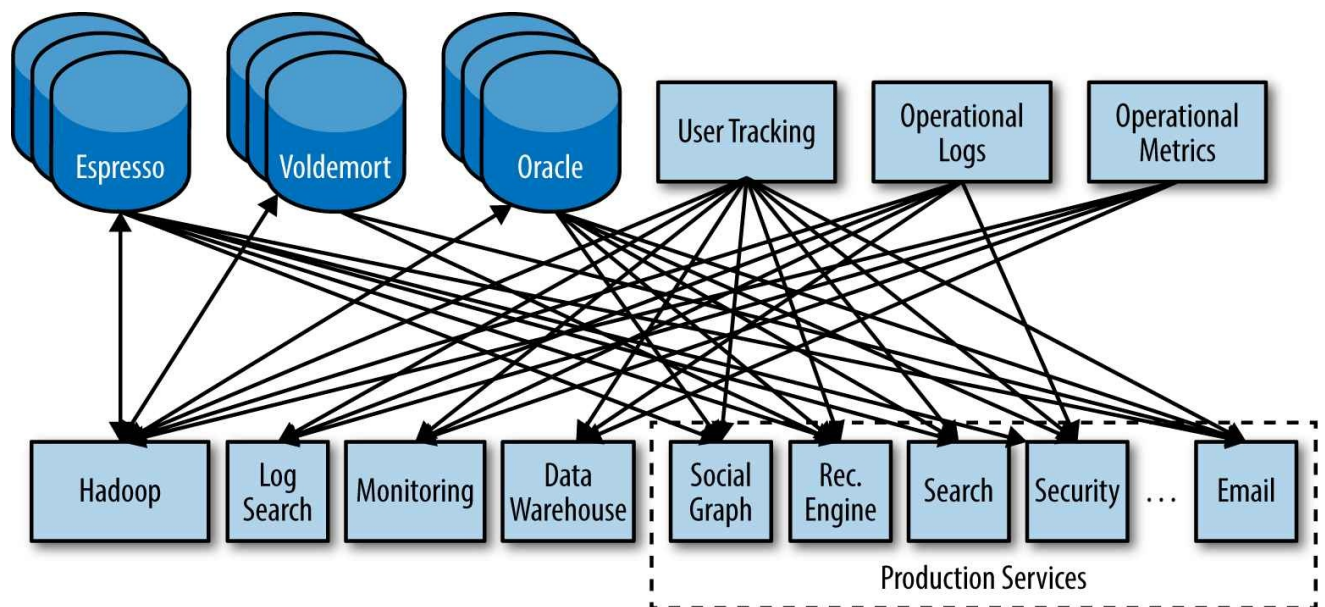 Espresso
Voldemort
Oracle
User Tracking
Operational
Logs
Operational
Metrics
Hadoop
Log
Search
Monitoring
Data
Warehouse
Social
Graph
Rec.
Engine
Search
Security
...
Email
Production Services